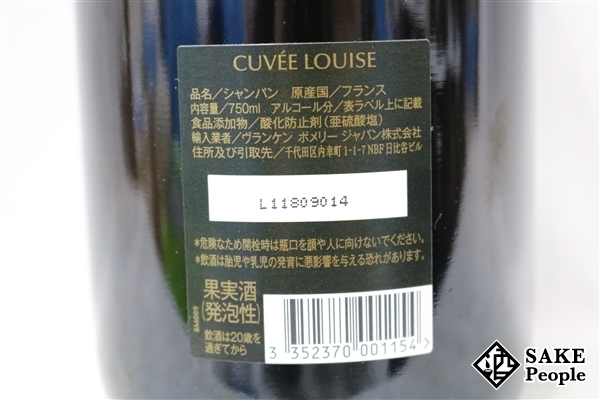 CUVÉE LOUISE
品名／シャンパン 原産国／フランス
内容量／750ml アルコール分／表ラベル上に記載
食品添加物／酸化防止剤（亜硫酸塩）
輸入業者／ヴランケン ポメリー ジャパン株式会社
住所及び引取先／千代田区内幸町1-1-7 NBF日比谷ビル
L11809014
*危険なため開栓時は瓶口を顔や人に向けないでください。
*飲酒は胎児や乳児の発育に悪影響を与える恐れがあります。
果実酒
(発泡性)
飲酒は20歳を
過ぎてから
3 352370 001154 >
SAKE
People